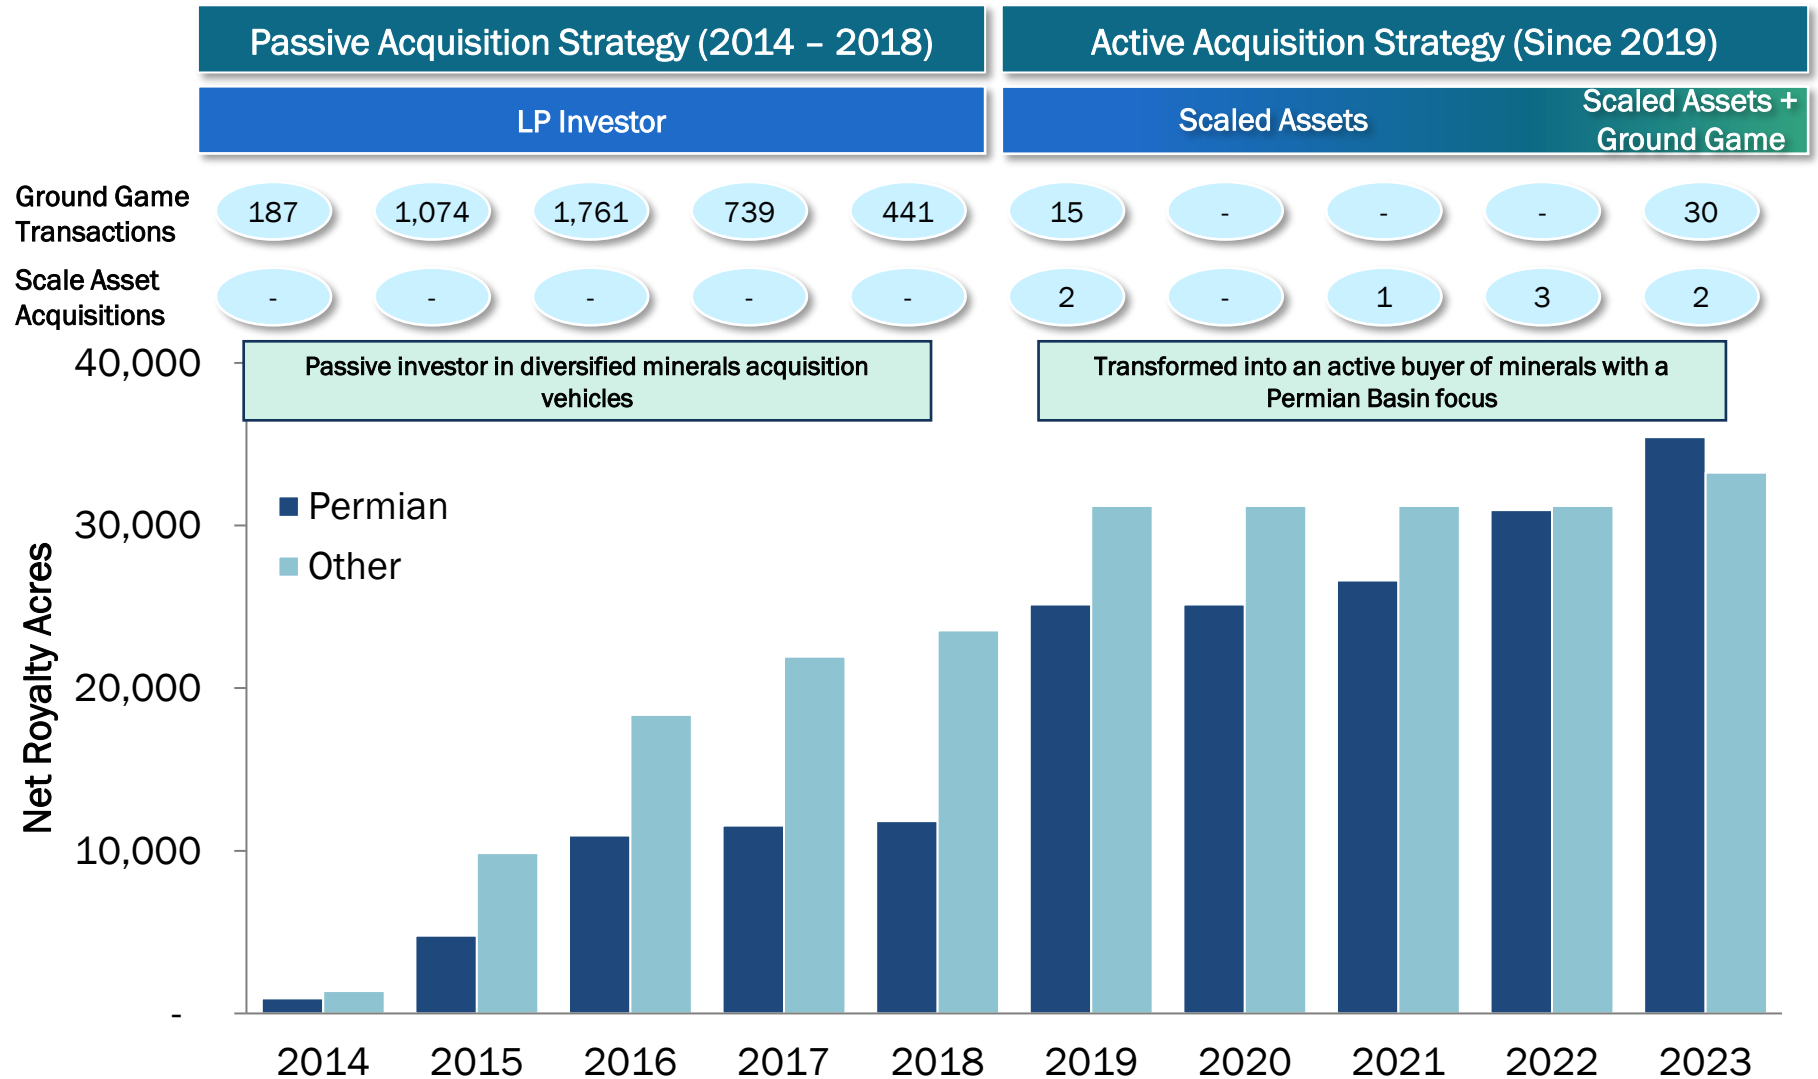 Passive Acquisition Strategy (2014 – 2018)
Active Acquisition Strategy (Since 2019)
LP Investor
Scaled Assets
Scaled Assets +
Ground Game
Ground Game
Transactions
187 1,074 1,761 739 441 15 - - - 30
Scale Asset
Acquisitions
- - - - - 2 - 1 3 2
Passive investor in diversified minerals acquisition
vehicles
Transformed into an active buyer of minerals with a
Permian Basin focus
Net Royalty Acres
40,000
30,000
20,000
10,000
-
Permian
Other
2014 2015 2016 2017 2018 2019 2020 2021 2022 2023